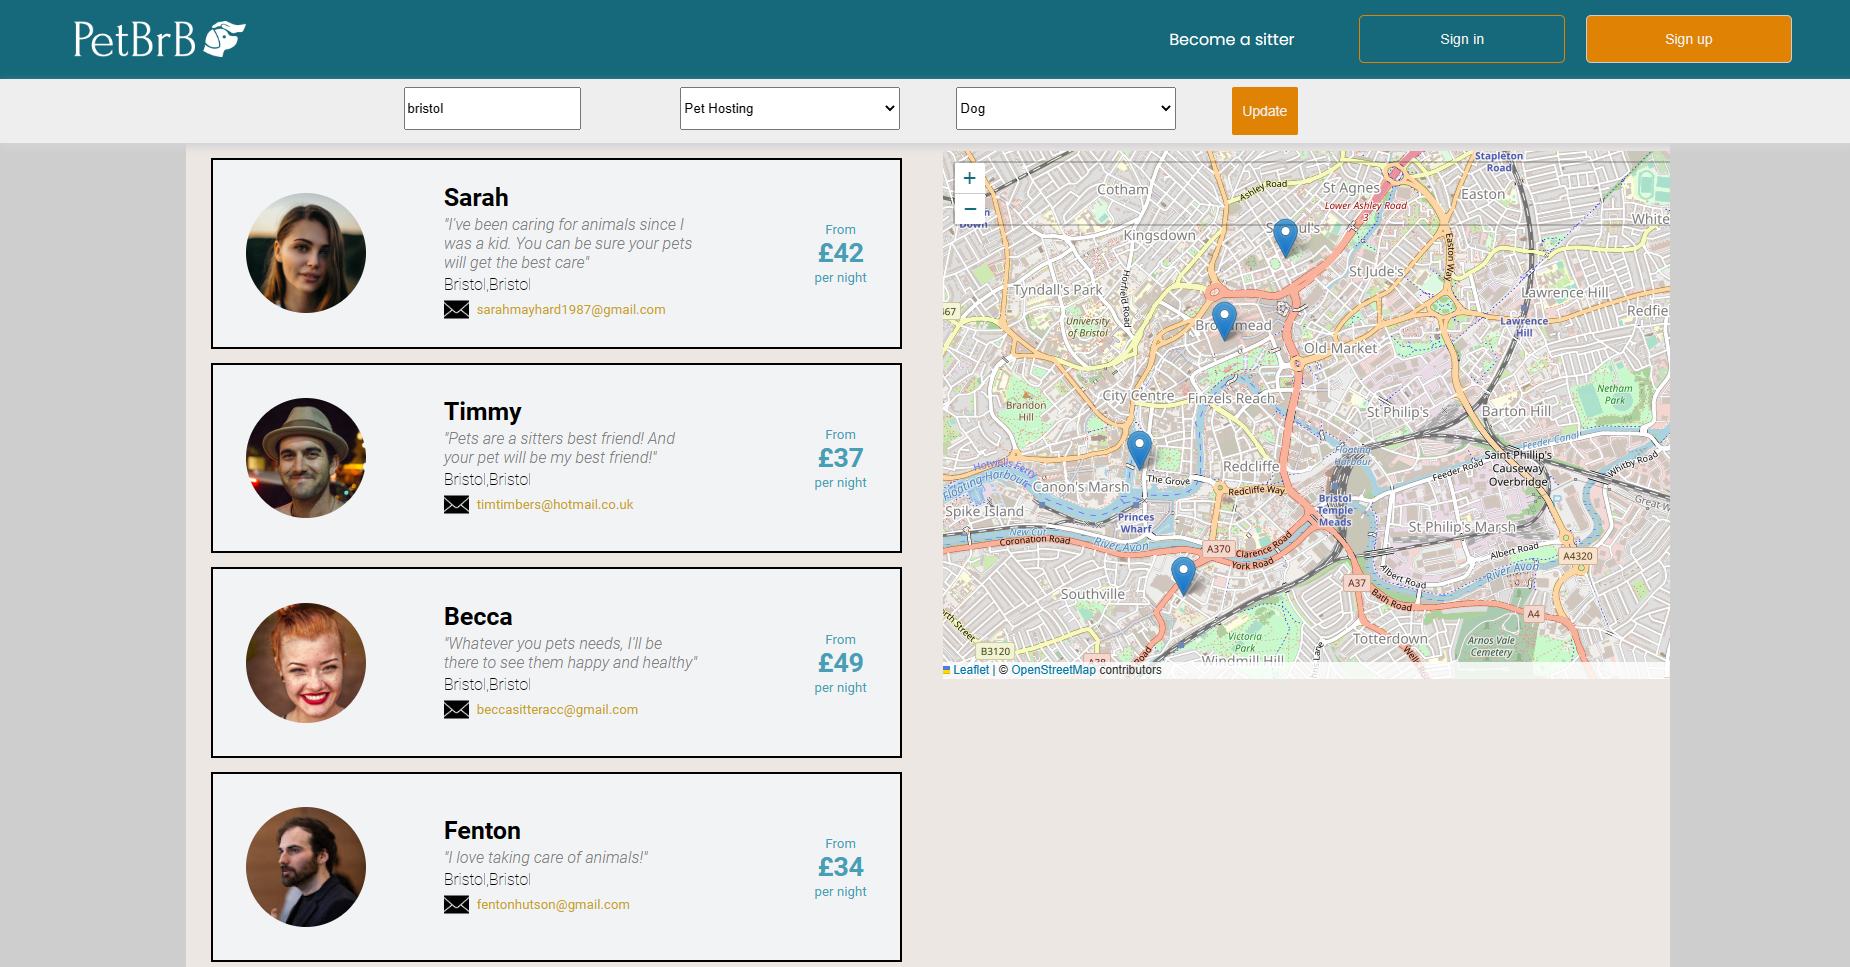 PetBrB
Become a sitter
Sign in
Sign up
bristol
Pet Hosting
Dog
Update
Sarah
"I've been caring for animals since I
was a kid. You can be sure your pets
will get the best care"
Bristol,Bristol
sarahmayhard1987@gmail.com
From
£42
per night
Timmy
"Pets are a sitters best friend! And
your pet will be my best friend!"
Bristol,Bristol
timtimbers@hotmail.co.uk
From
£37
per night
Becca
"Whatever you pets needs, I'll be
there to see them happy and healthy"
Bristol,Bristol
beccasitteracc@gmail.com
From
£49
per night
Fenton
"I love taking care of animals!"
Bristol,Bristol
fentonhutson@gmail.com
From
£34
per night
+
−
Stapleton
Road
Cotham
Ashley Road
St Agnes
Easton
Lower Ashley Road
3
White
Down
Kingsdown
Easton Way
St Jude's
Horfield Road
Tyndall's Park
Lawrence Hill
University
of Bristol
Lawrence
Hill
Redfie
Old Market
Netham
Park
City Centre
Finzels Reach
Brandon
Hill
St Philip's
Barton Hill
Feeder Canal
Floating
Harbour
Saint Philip's
Causeway
Overbridge
Whitby Road
Hotwells Ferry
Floating Harbour
Redcliffe
Feeder Road
Canon's Marsh
The Grove
Redcliffe Way
Bristol
Temple
Meads
Spike Island
Princes
Wharf
St Philip's Marsh
New Cut
Coronation Road
River Avon
A370
Clarence Road
York Road
Albert Road
A4320
River Avon
Albert Road
A37
Bath Road
Southville
A4
Victoria
Park
Totterdown
Arnos Vale
Cemetery
B3120
A38
Windmill Hill
Leaflet | © OpenStreetMap contributors